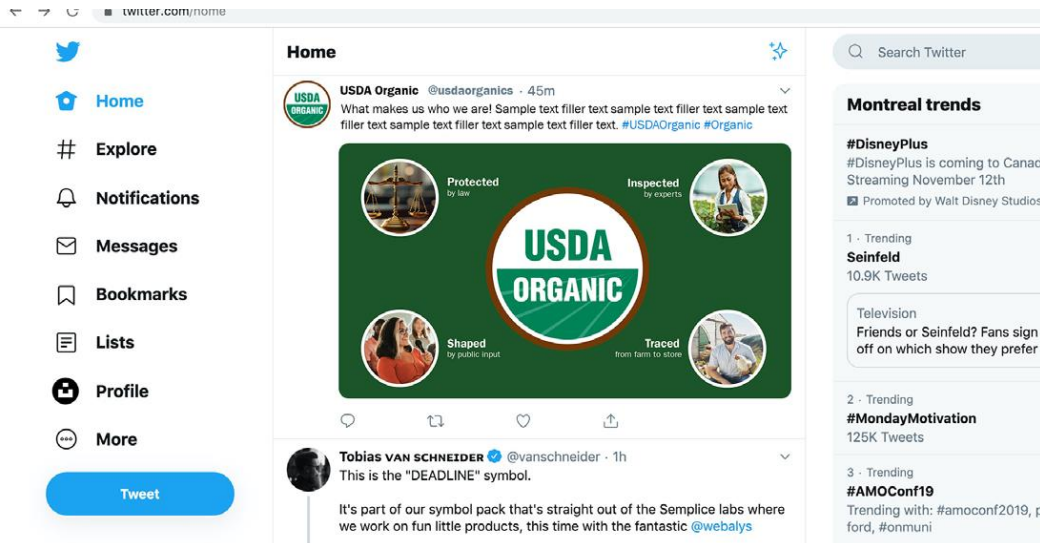 twitter.com/home
Home
Explore
Notifications
Messages
Bookmarks
Lists
Profile
More
Tweet
Home
USDA
ORGANIC
USDA Organic @usdaorganics · 45m
What makes us who we are! Sample text filler text sample text filler text sample text
filler text sample text filler text sample text filler text. #USDAOrganic #Organic
Protected
by law
Inspected
by experts
USDA
ORGANIC
Shaped
by public input
Traced
from farm to store
Tobias VAN SCHNEIDER @vanschneider · 1h
This is the "DEADLINE" symbol.
It's part of our symbol pack that's straight out of the Semplice labs where
we work on fun little products, this time with the fantastic @webalys
Search Twitter
Montreal trends
#DisneyPlus
#DisneyPlus is coming to Canad
Streaming November 12th
Promoted by Walt Disney Studios
1 · Trending
Seinfeld
10.9K Tweets
Television
Friends or Seinfeld? Fans sign
off on which show they prefer
2 · Trending
#MondayMotivation
125K Tweets
3 · Trending
#AMOConf19
Trending with: #amoconf2019, p
ford, #onmuni